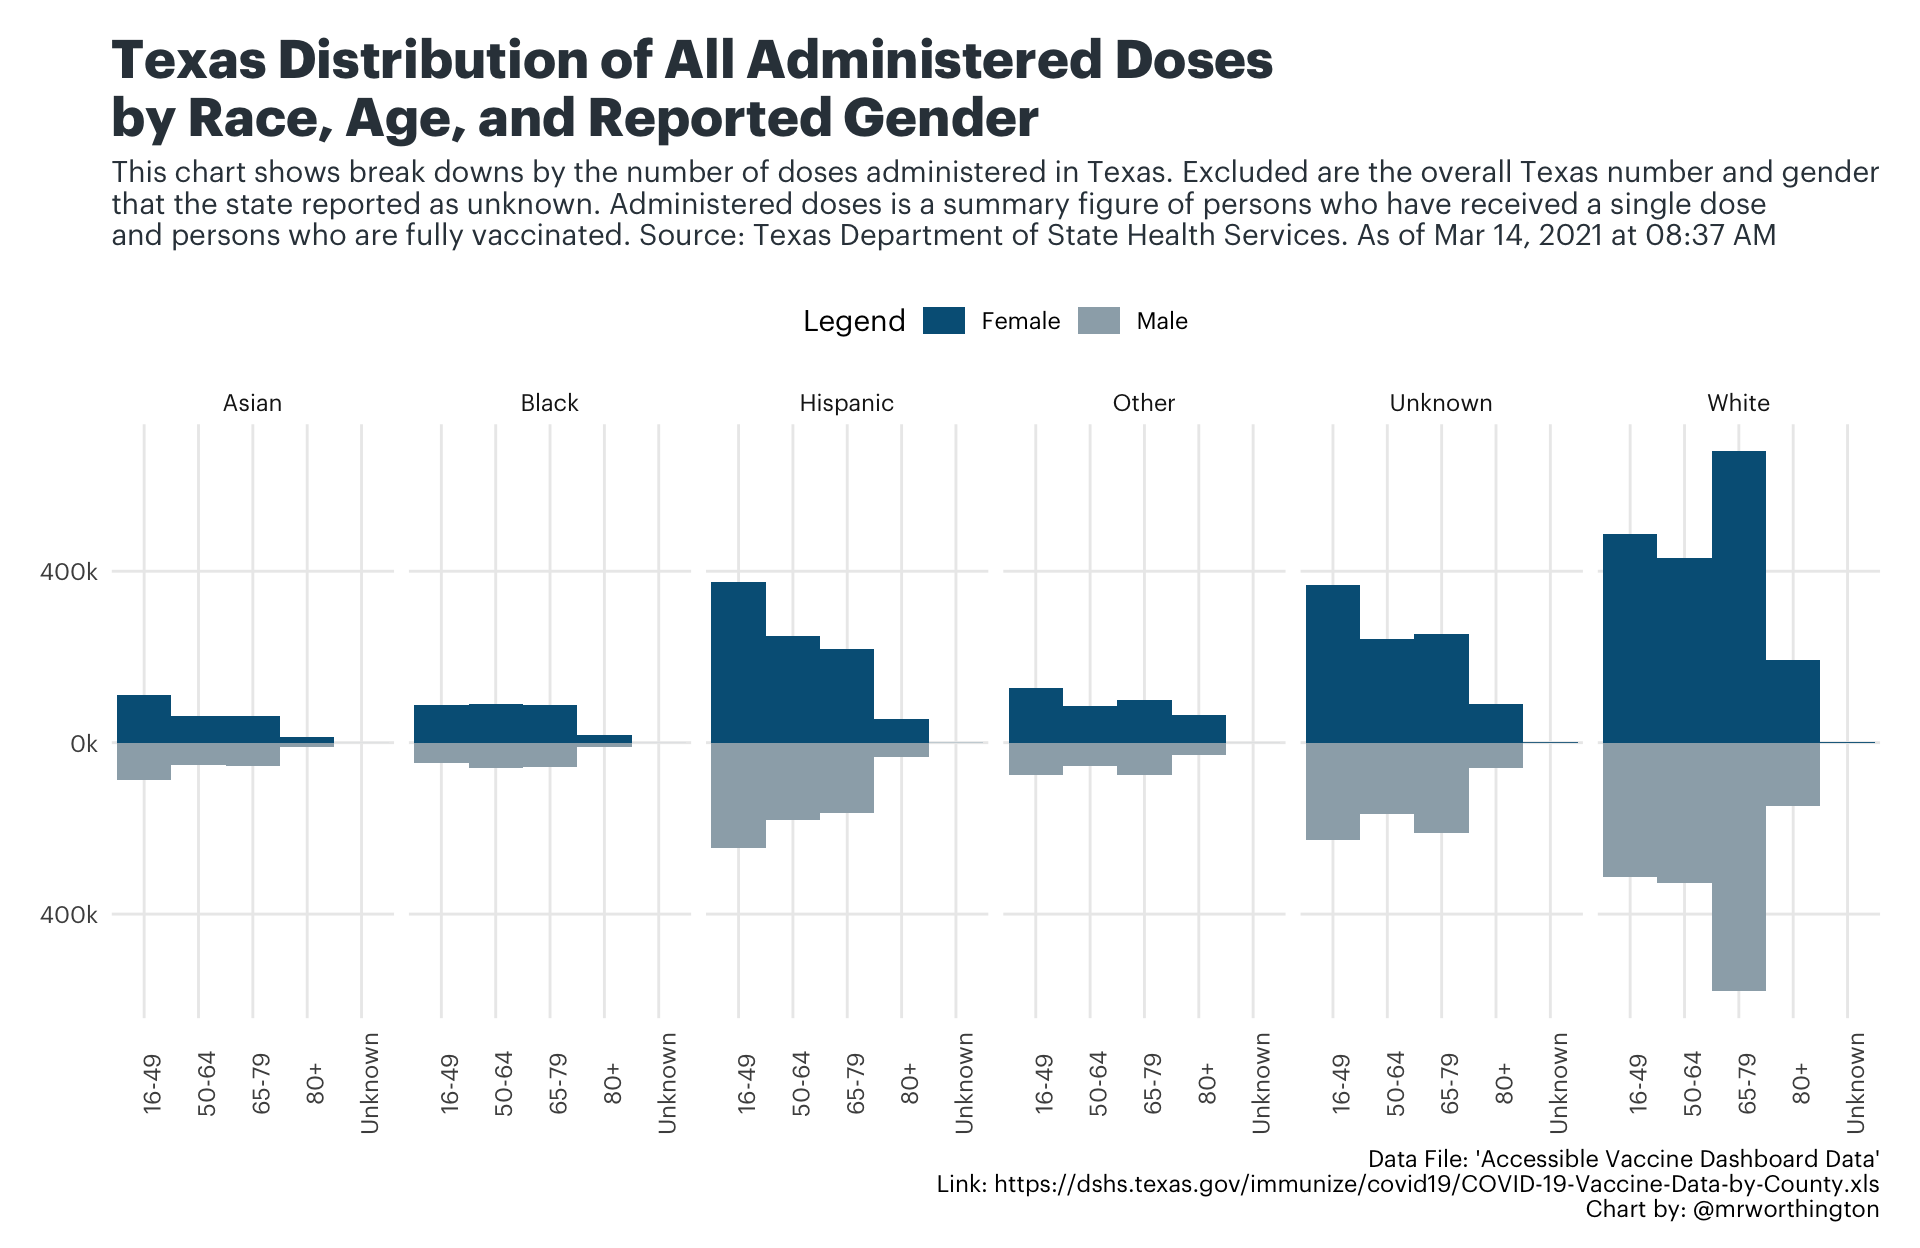 Texas Distribution of All Administered Doses
by Race, Age, and Reported Gender
This chart shows break downs by the number of doses administered in Texas. Excluded are the overall Texas number and gender
that the state reported as unknown. Administered doses is a summary figure of persons who have received a single dose
and persons who are fully vaccinated. Source: Texas Department of State Health Services. As of Mar 14, 2021 at 08:37 AM
Legend Female Male
Asian Black Hispanic Other Unknown White
400k
0k
400k
16-49 50-64 65-79 80+ Unknown 16-49 50-64 65-79 80+ Unknown 16-49 50-64 65-79 80+ Unknown 16-49 50-64 65-79 80+ Unknown 16-49 50-64 65-79 80+ Unknown 16-49 50-64 65-79 80+ Unknown
Data File: 'Accessible Vaccine Dashboard Data'
Link: https://dshs.texas.gov/immunize/covid19/COVID-19-Vaccine-Data-by-County.xls
Chart by: @mrworthington